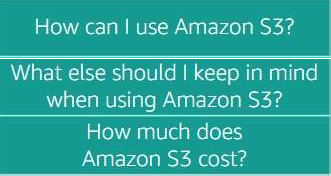 How can I use Amazon S3?
What else should I keep in mind
when using Amazon S3?
How much does
Amazon S3 cost?